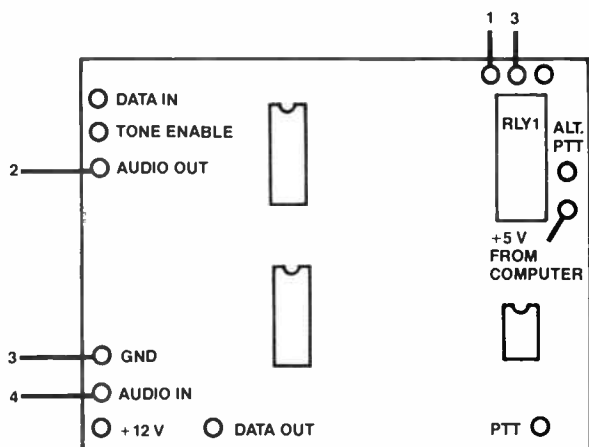 1 3
DATA IN
TONE ENABLE
2 AUDIO OUT
RLY1
ALT.
PTT
+5 V
FROM
COMPUTER
3 GND
4 AUDIO IN
+12 V
DATA OUT
PTT